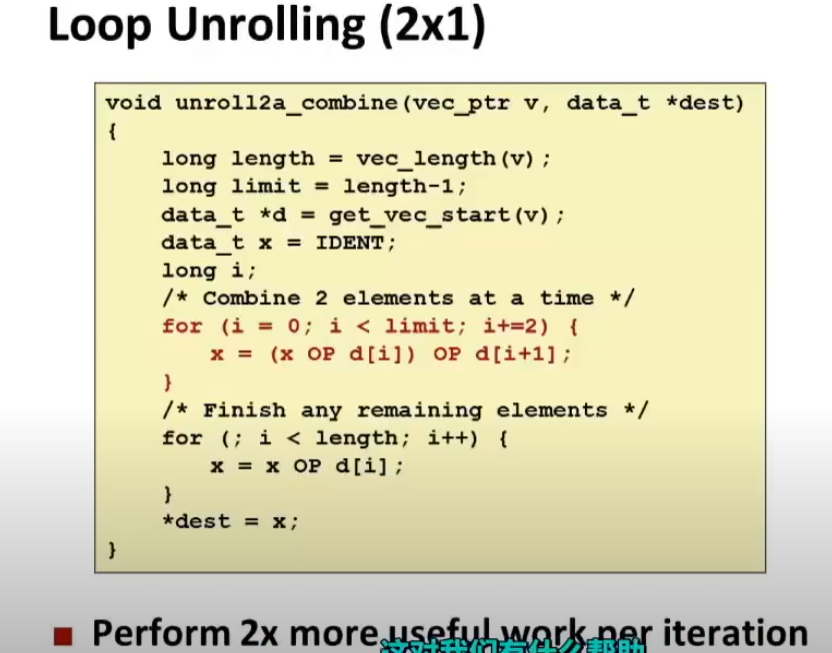 Loop Unrolling (2x1)
void unroll2a_combine(vec_ptr v, data_t *dest)
{
    long length = vec_length(v);
    long limit = length-1;
    data_t *d = get_vec_start(v);
    data_t x = IDENT;
    long i;
    /* Combine 2 elements at a time */
    for (i = 0; i < limit; i+=2) {
        x = (x OP d[i]) OP d[i+1];
    }
    /* Finish any remaining elements */
    for (; i < length; i++) {
        x = x OP d[i];
    }
    *dest = x;
}
■ Perform 2x more useful work per iteration
这对我们有什么帮助